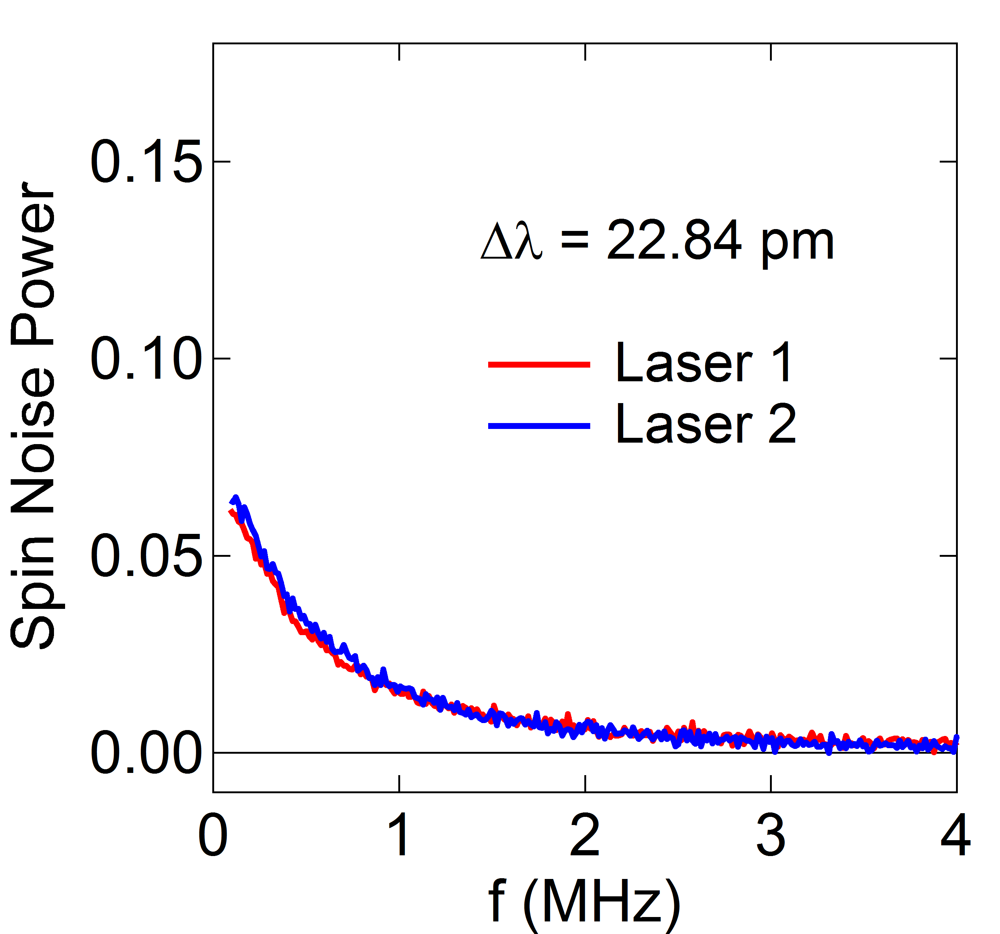 Spin Noise Power
0.15
0.10
0.05
0.00
Δλ = 22.84 pm
Laser 1
Laser 2
0 1 2 3 4
f (MHz)